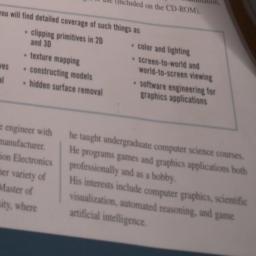 (included on the CD-ROM).
you will find detailed coverage of such things as
• clipping primitives in 2D
and 3D
• texture mapping
• constructing models
• hidden surface removal
• color and lighting
• screen-to-world and
world-to-screen viewing
• software engineering for
graphics applications
engineer with
manufacturer.
Electronics
variety of
Master of
where
he taught undergraduate computer science courses.
He programs games and graphics applications both
professionally and as a hobby.
His interests include computer graphics, scientific
visualization, automated reasoning, and game
artificial intelligence.